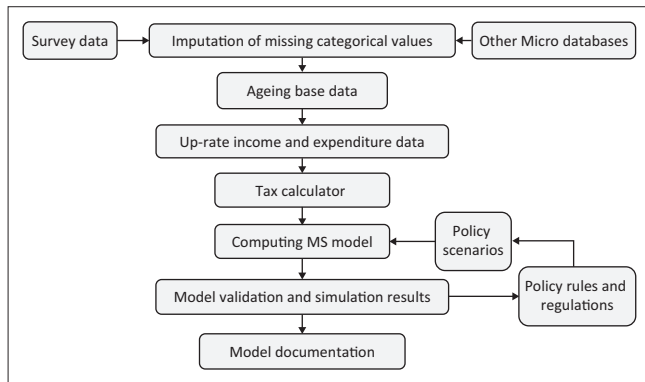 Survey data
Imputation of missing categorical values
Other Micro databases
Ageing base data
Up-rate income and expenditure data
Tax calculator
Computing MS model
Policy
scenarios
Model validation and simulation results
Policy rules and
regulations
Model documentation